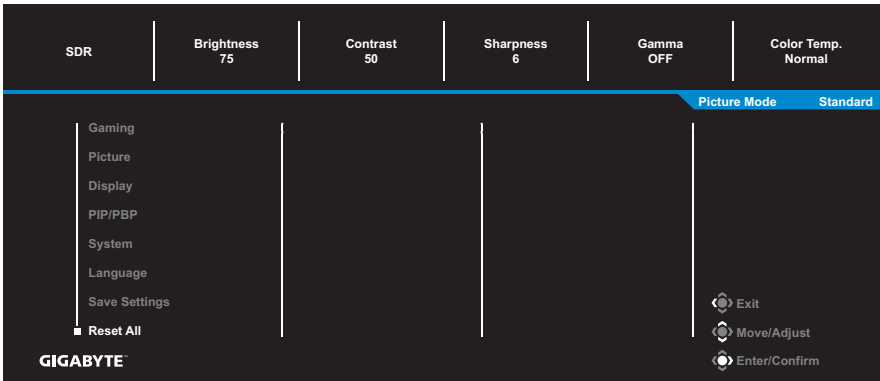 SDR
Brightness
75
Contrast
50
Sharpness
6
Gamma
OFF
Color Temp.
Normal
Picture Mode Standard
Gaming
Picture
Display
PIP/PBP
System
Language
Save Settings
Reset All
Exit
Move/Adjust
Enter/Confirm
GIGABYTE™